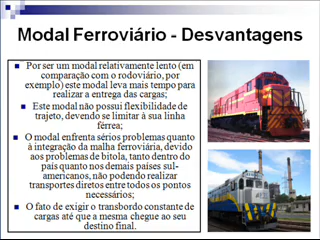 Modal Ferroviário - Desvantagens
Por ser um modal relativamente lento (em
comparação com o rodoviário, por
exemplo) este modal leva mais tempo para
realizar a entrega das cargas;
Este modal não possui flexibilidade de
trajeto, devendo se limitar à sua linha
férrea;
O modal enfrenta sérios problemas quanto
à integração da malha ferroviária, devido
aos problemas de bitola, tanto dentro do
país quanto nos demais países sul-
americanos, não podendo realizar
transportes diretos entre todos os pontos
necessários;
O fato de exigir o transbordo constante de
cargas até que a mesma chegue ao seu
destino final.